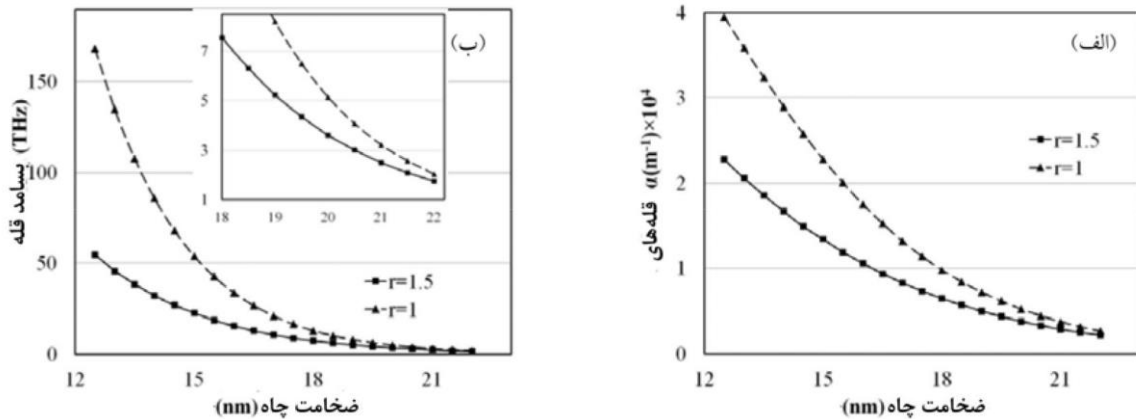 (ب)
بسامد قله (THz)
150
100
50
0
12
15
18
21
ضخامت چاه (nm)
r=1.5
r=1
7
5
3
1
18
19
20
21
22
(الف)
قله‌های α(m⁻¹)×10⁴
4
3
2
1
0
12
15
18
21
ضخامت چاه (nm)
r=1.5
r=1